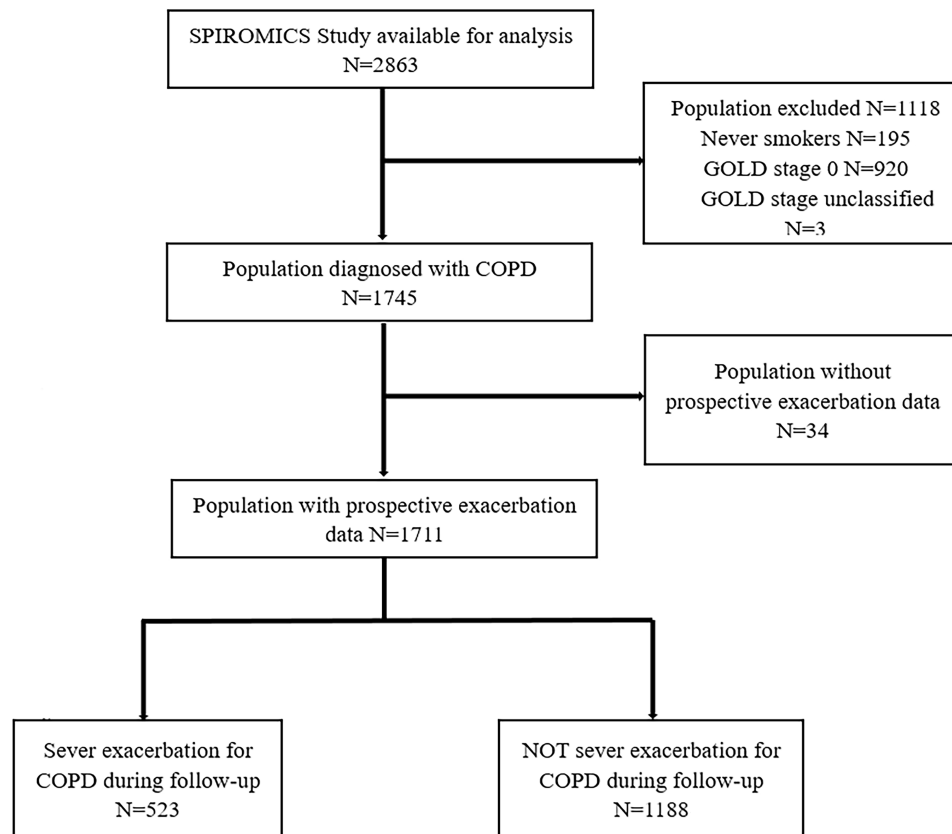 SPIROMICS Study available for analysis
N=2863
Population excluded N=1118
Never smokers N=195
GOLD stage 0 N=920
GOLD stage unclassified
N=3
Population diagnosed with COPD
N=1745
Population without
prospective exacerbation data
N=34
Population with prospective exacerbation
data N=1711
Sever exacerbation for
COPD during follow-up
N=523
NOT sever exacerbation for
COPD during follow-up
N=1188